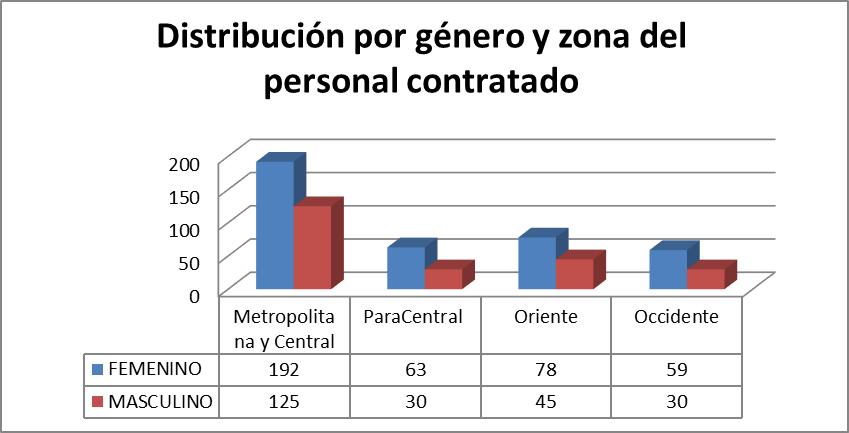 Distribución por género y zona del
personal contratado
200
150
100
50
0
Metropolita
na y Central
ParaCentral
Oriente
Occidente
FEMENINO 192 63 78 59
MASCULINO 125 30 45 30